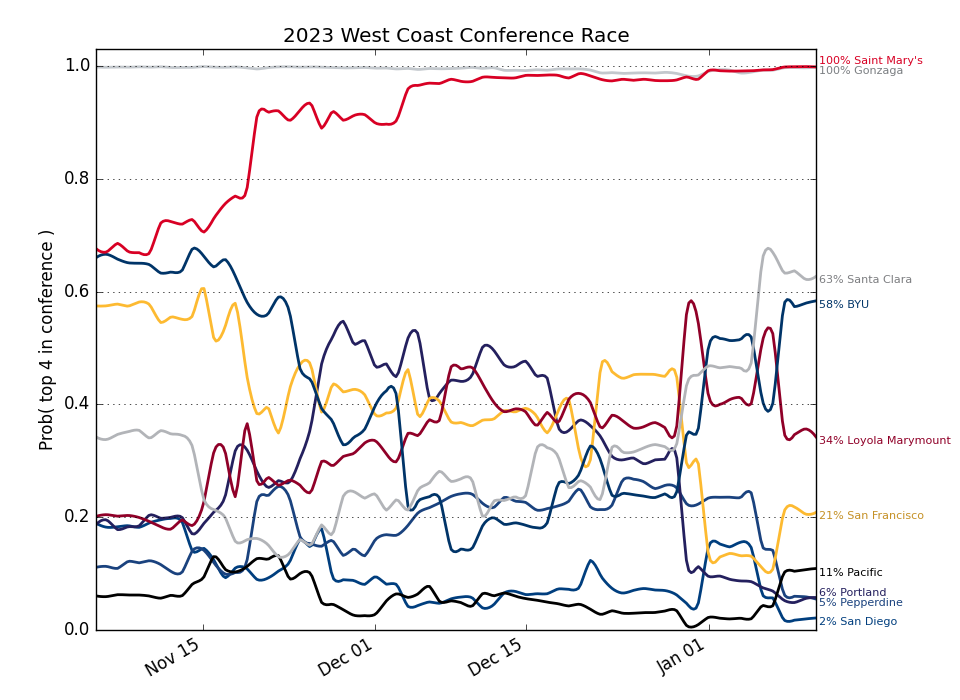 2023 West Coast Conference Race
Prob( top 4 in conference )
1.0
0.8
0.6
0.4
0.2
0.0
Nov 15
Dec 01
Dec 15
Jan 01
100% Saint Mary's
100% Gonzaga
63% Santa Clara
58% BYU
34% Loyola Marymount
21% San Francisco
11% Pacific
6% Portland
5% Pepperdine
2% San Diego